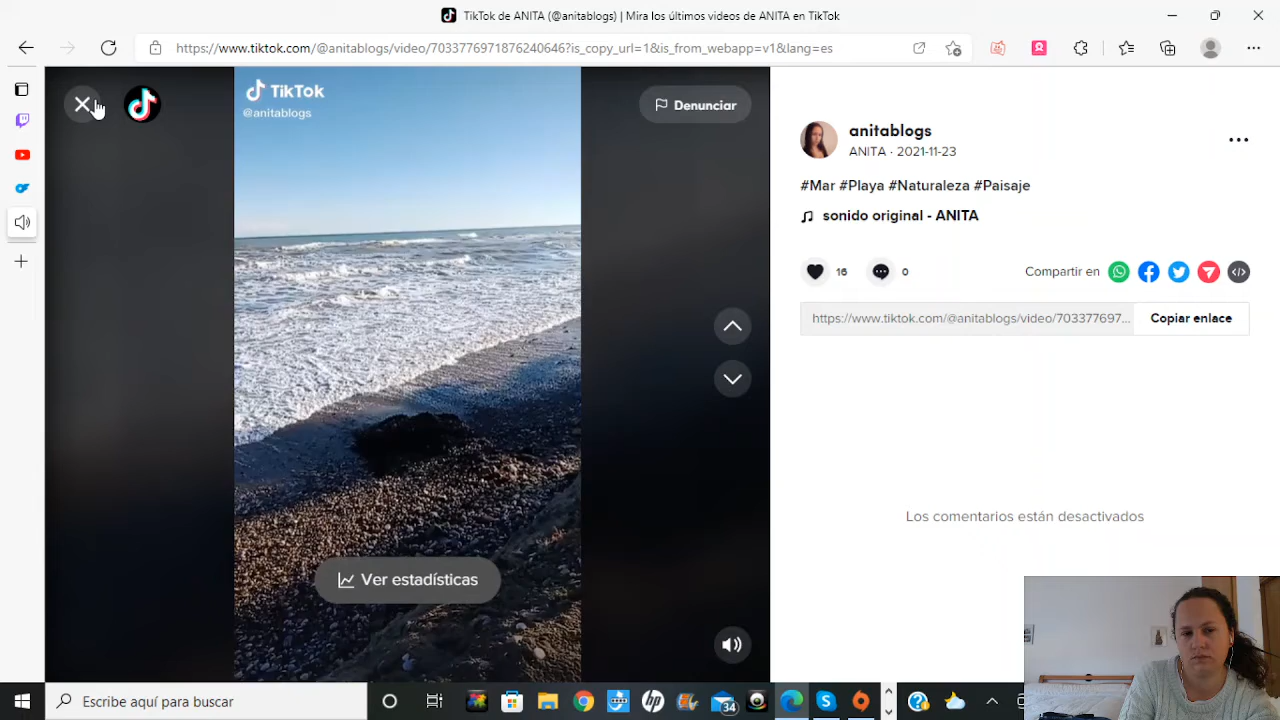 TikTok de ANITA (@anitablogs) | Mira los últimos videos de ANITA en TikTok
https://www.tiktok.com/@anitablogs/video/7033776971876240646?is_copy_url=1&is_from_webapp=v1&lang=es
TikTok
@anitablogs
Denunciar
anitablogs
ANITA · 2021-11-23
#Mar #Playa #Naturaleza #Paisaje
sonido original - ANITA
16
0
Compartir en
https://www.tiktok.com/@anitablogs/video/703377697...
Copiar enlace
Los comentarios están desactivados
Ver estadísticas
Escribe aquí para buscar
34